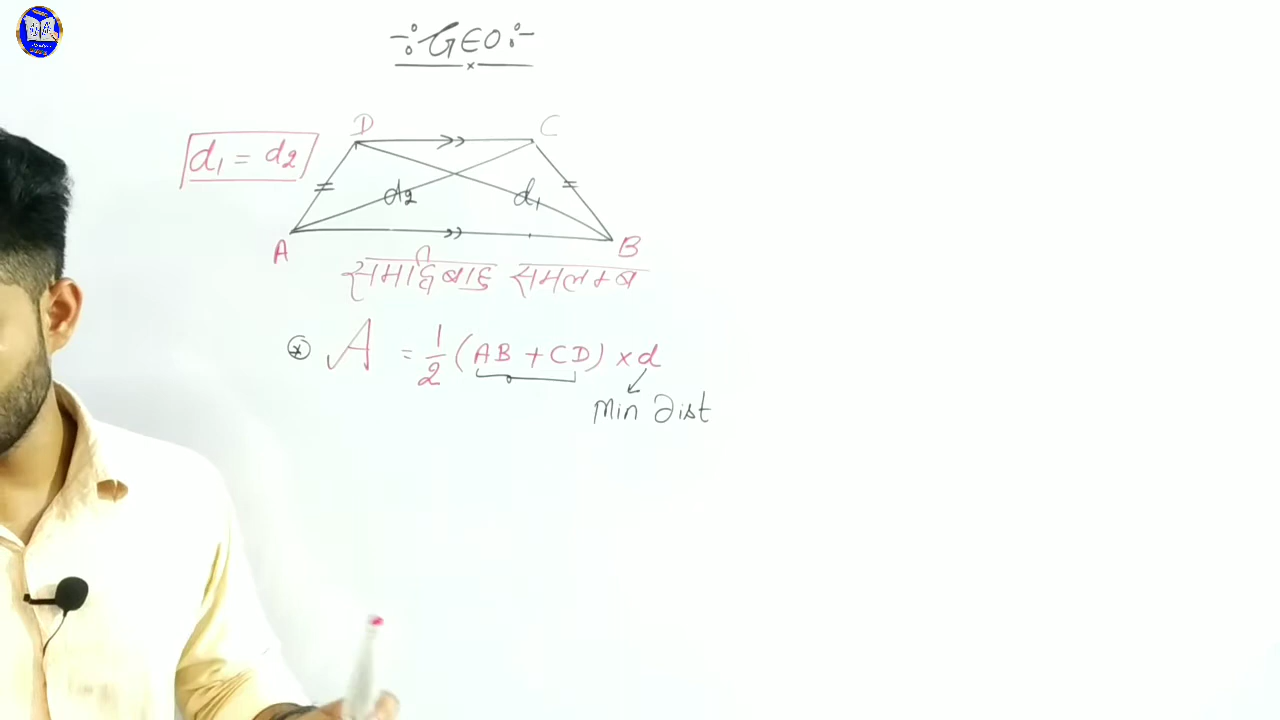 ÷ GEO ÷
D C
d₁ = d₂
d₂ d₁
A B
समद्विबाहु समलम्ब
* A = 1/2 (AB + CD) × d
Min Dist